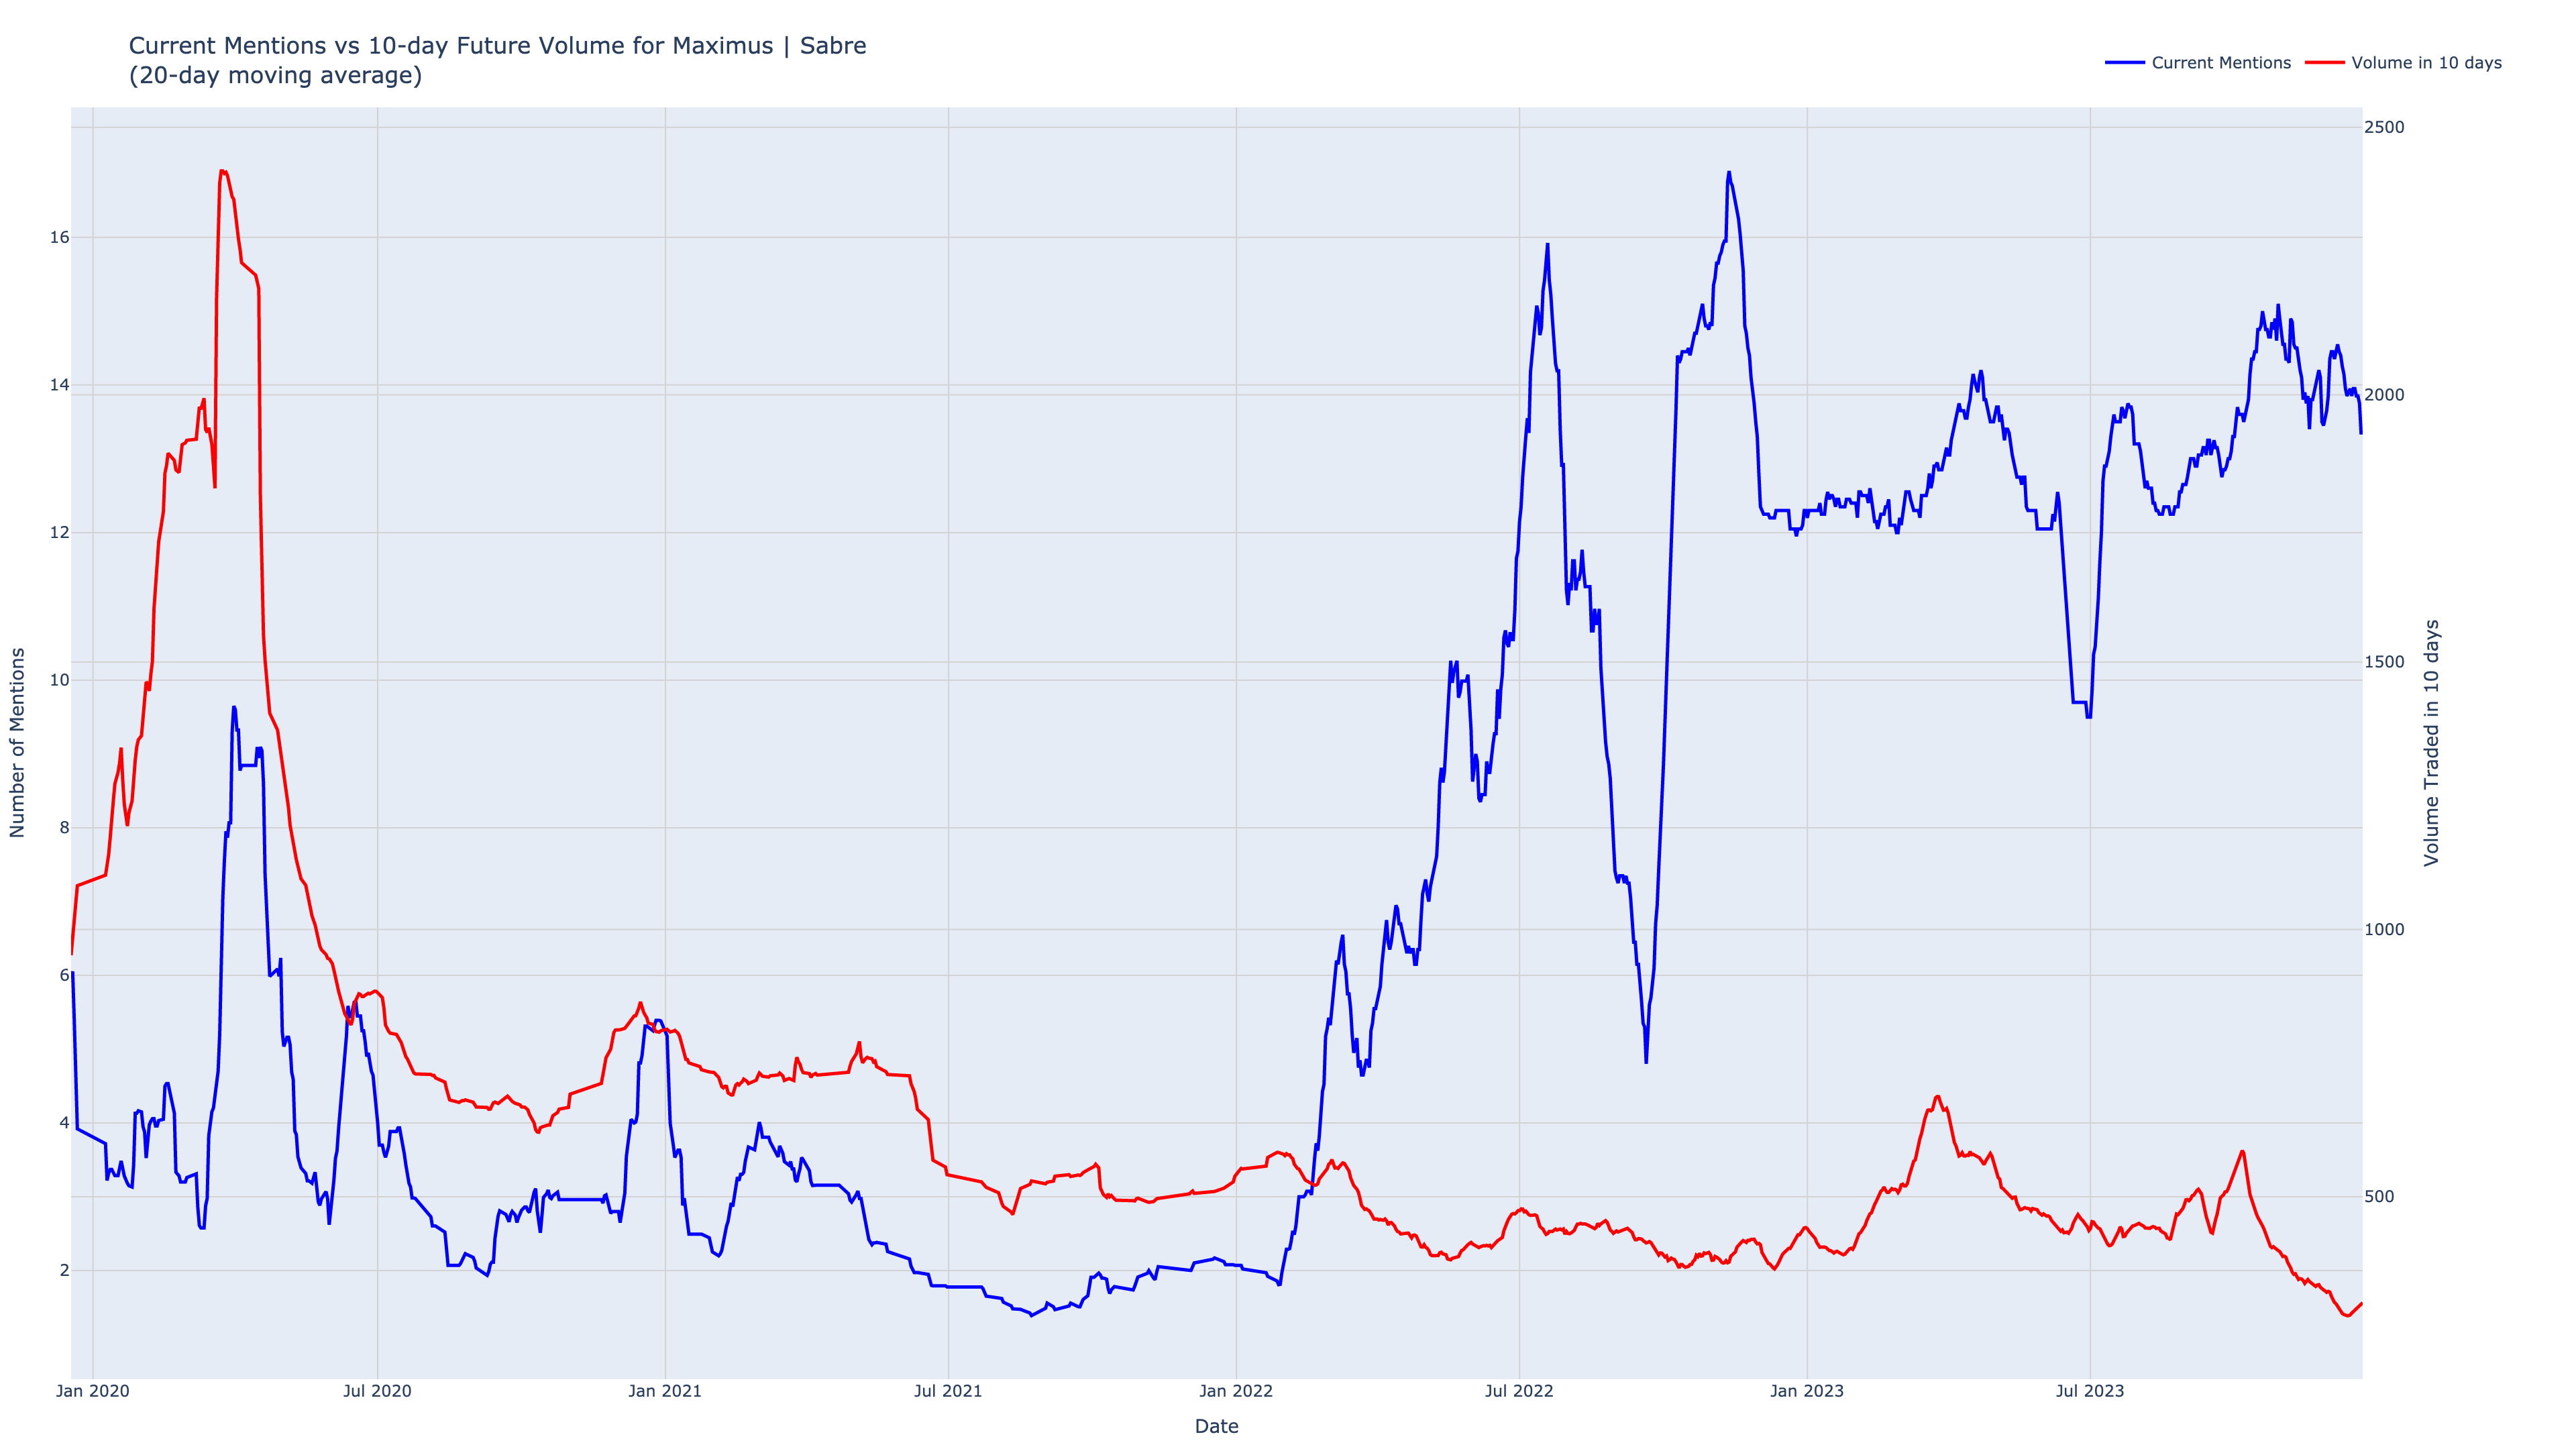 Current Mentions vs 10-day Future Volume for Maximus | Sabre
(20-day moving average)
Current Mentions
Volume in 10 days
2500
16
14
2000
12
1500
10
8
1000
6
4
500
2
Number of Mentions
Volume Traded in 10 days
Jan 2020
Jul 2020
Jan 2021
Jul 2021
Jan 2022
Jul 2022
Jan 2023
Jul 2023
Date